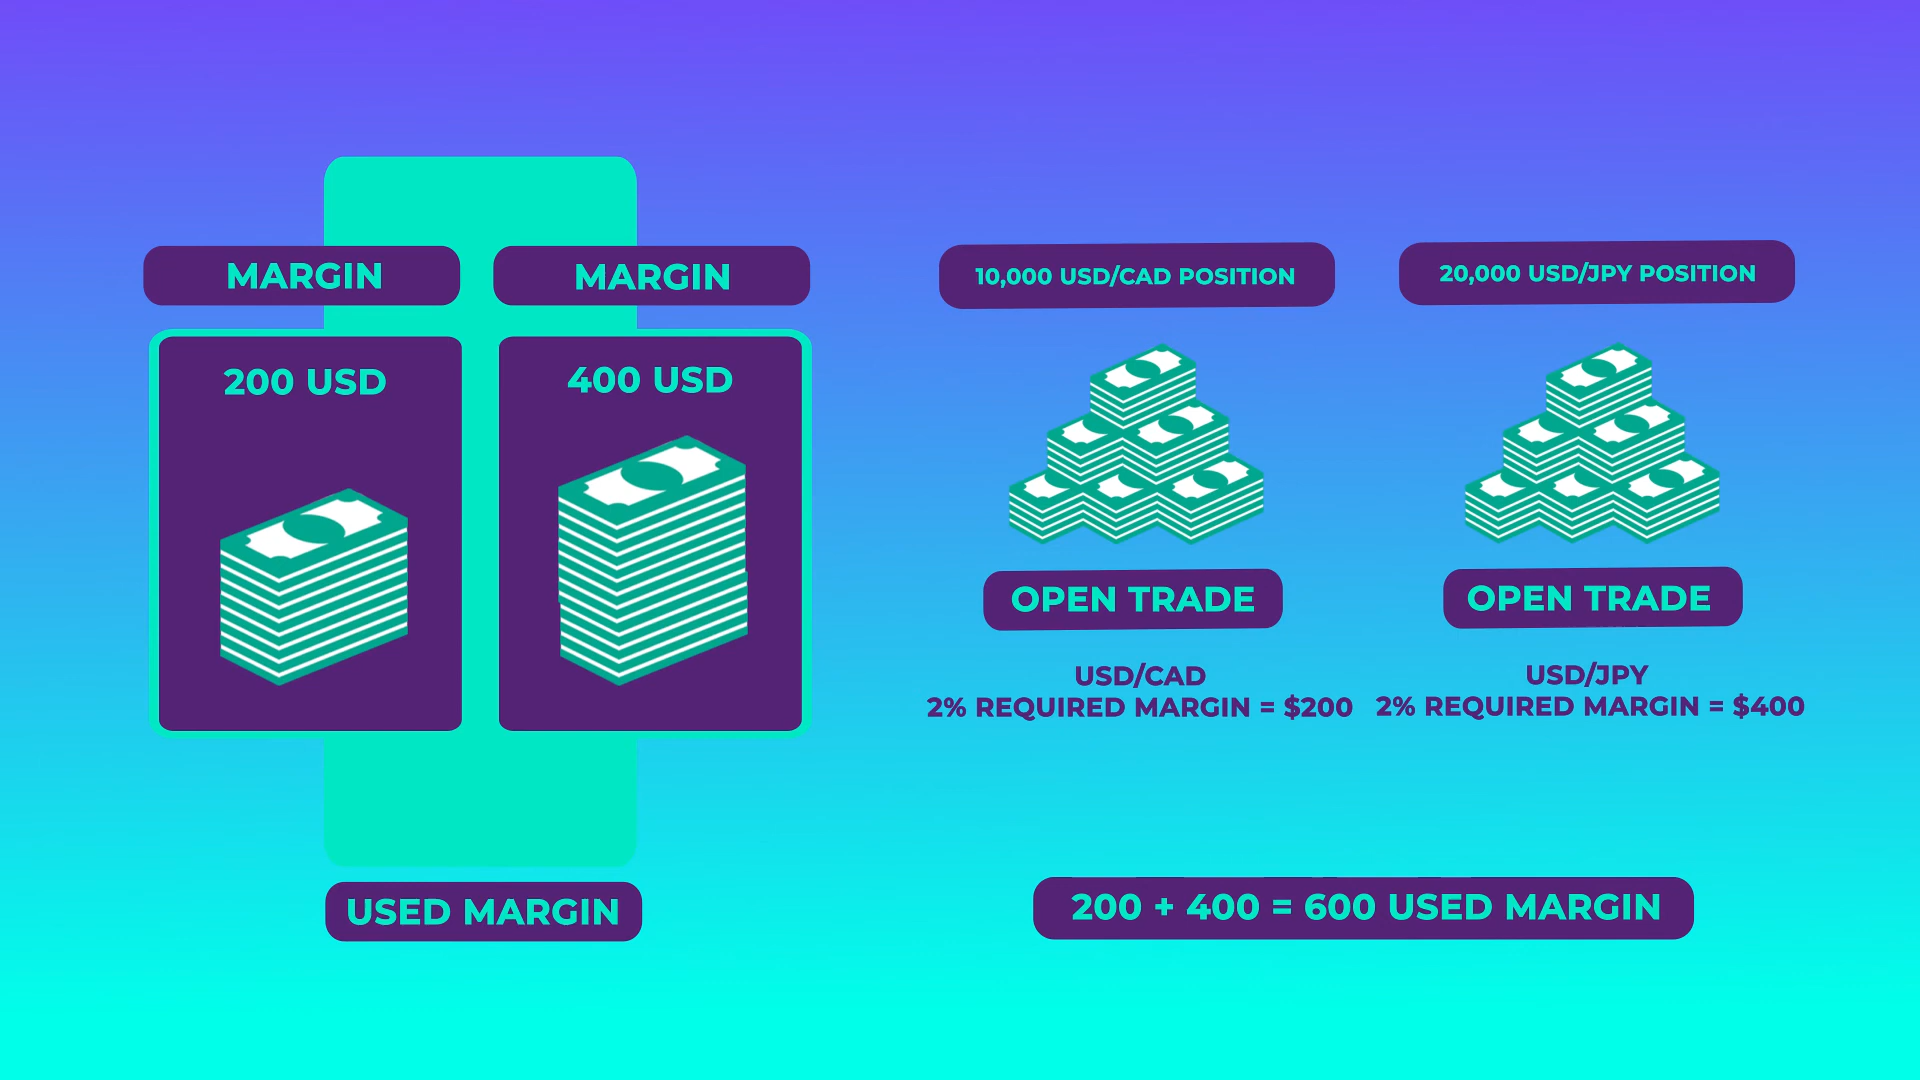 MARGIN
MARGIN
200 USD
400 USD
USED MARGIN
10,000 USD/CAD POSITION
20,000 USD/JPY POSITION
OPEN TRADE
OPEN TRADE
USD/CAD
2% REQUIRED MARGIN = $200
USD/JPY
2% REQUIRED MARGIN = $400
200 + 400 = 600 USED MARGIN